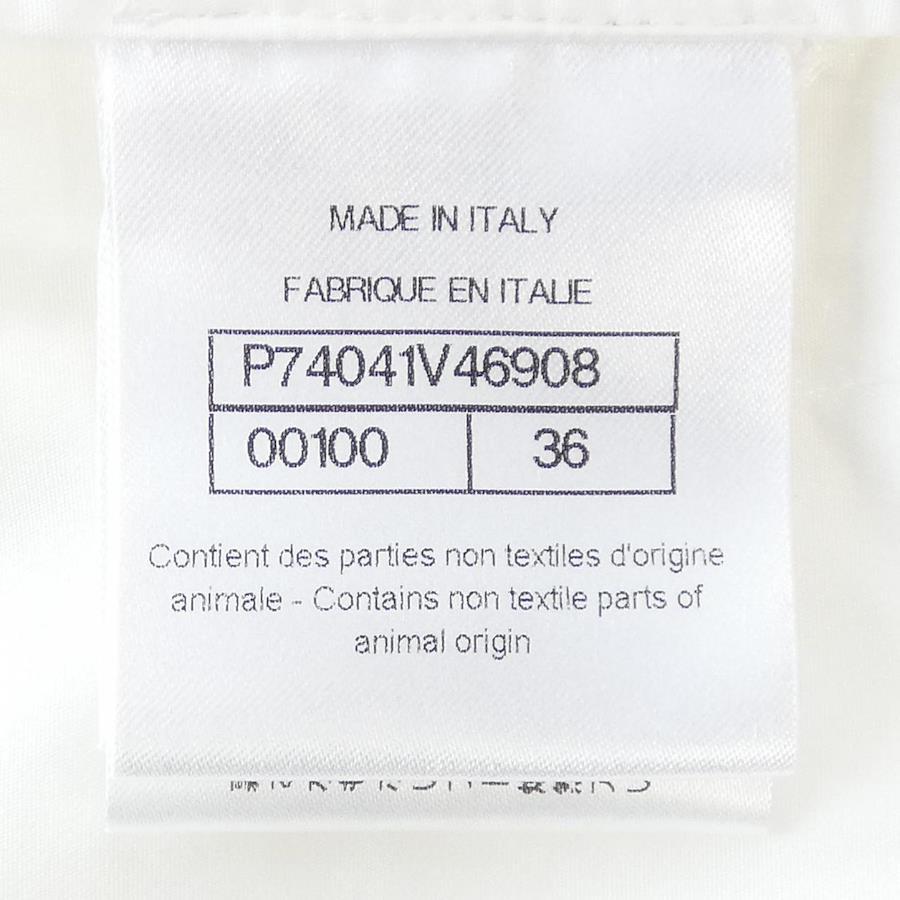 MADE IN ITALY
FABRIQUE EN ITALIE
P74041V46908
00100 36
Contient des parties non textiles d'origine
animale - Contains non textile parts of
animal origin